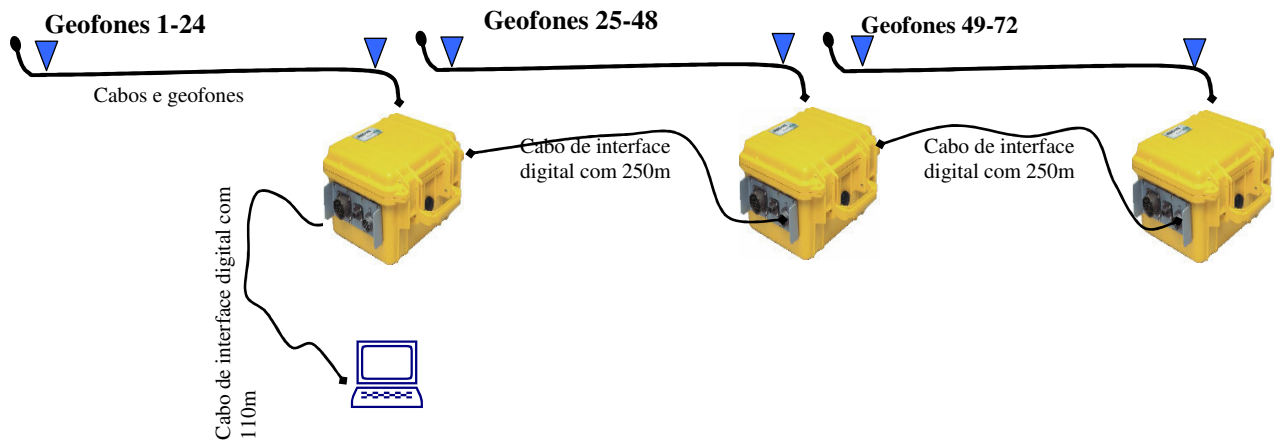 Geofones 1-24
Geofones 25-48
Geofones 49-72
Cabos e geofones
Cabo de interface
digital com 250m
Cabo de interface
digital com 250m
Cabo de interface digital com
110m